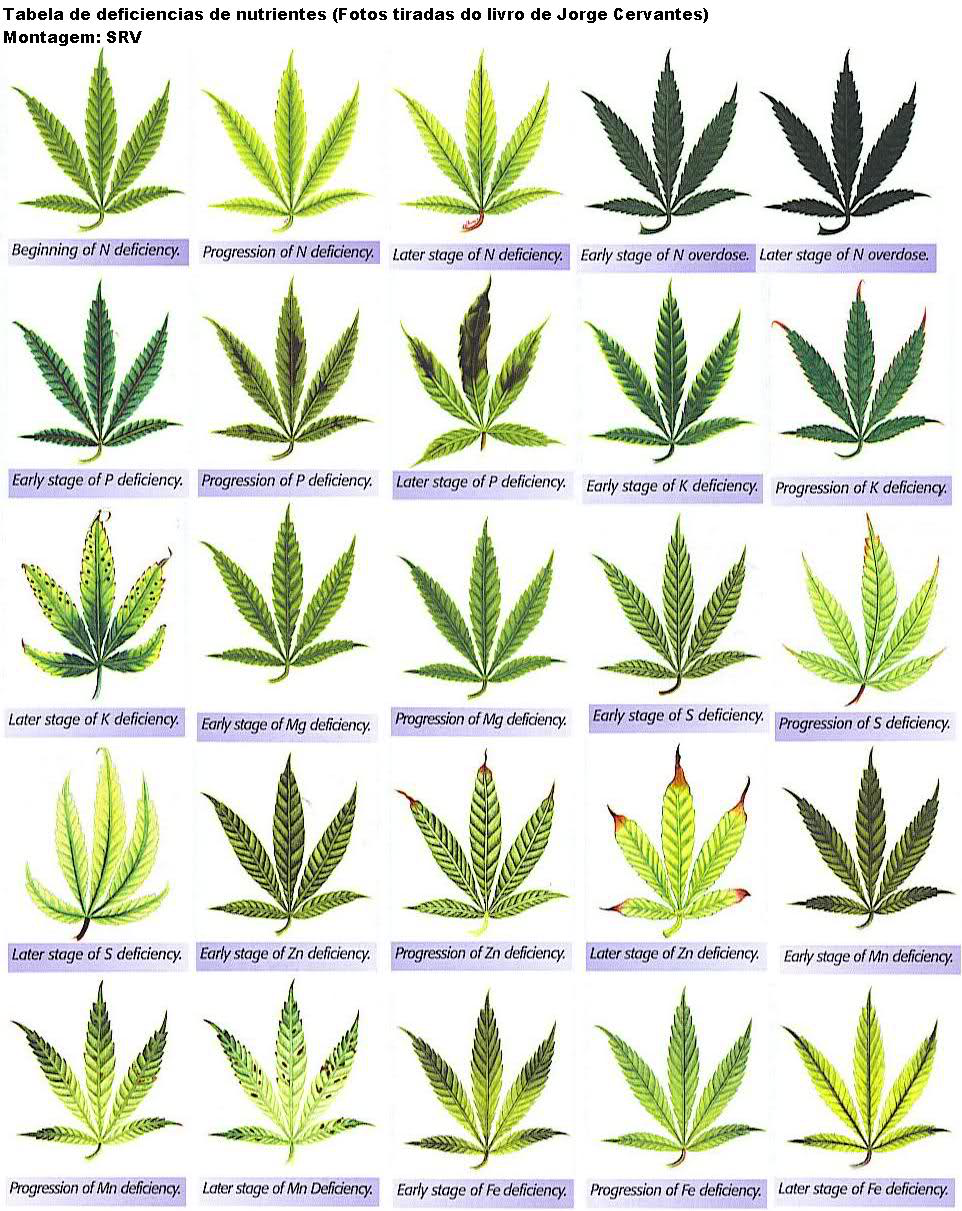 Tabela de deficiencias de nutrientes (Fotos tiradas do livro de Jorge Cervantes)
Montagem: SRV
Beginning of N deficiency.
Progression of N deficiency.
Later stage of N deficiency.
Early stage of N overdose.
Later stage of N overdose.
Early stage of P deficiency.
Progression of P deficiency.
Later stage of P deficiency.
Early stage of K deficiency.
Progression of K deficiency.
Later stage of K deficiency.
Early stage of Mg deficiency.
Progression of Mg deficiency.
Early stage of S deficiency.
Progression of S deficiency.
Later stage of S deficiency.
Early stage of Zn deficiency.
Progression of Zn deficiency.
Later stage of Zn deficiency.
Early stage of Mn deficiency.
Progression of Mn deficiency.
Later stage of Mn Deficiency.
Early stage of Fe deficiency.
Progression of Fe deficiency.
Later stage of Fe deficiency.